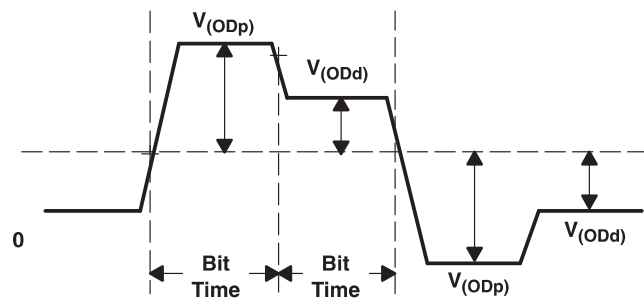 V(ODp)
V(ODd)
0
V(ODd)
V(ODp)
Bit
Time
Bit
Time